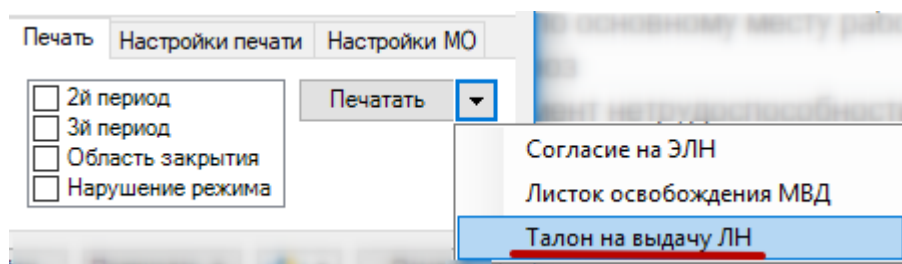 Печать Настройки печати Настройки МО
2й период
3й период
Область закрытия
Нарушение режима
Печатать
Согласие на ЭЛН
Листок освобождения МВД
Талон на выдачу ЛН